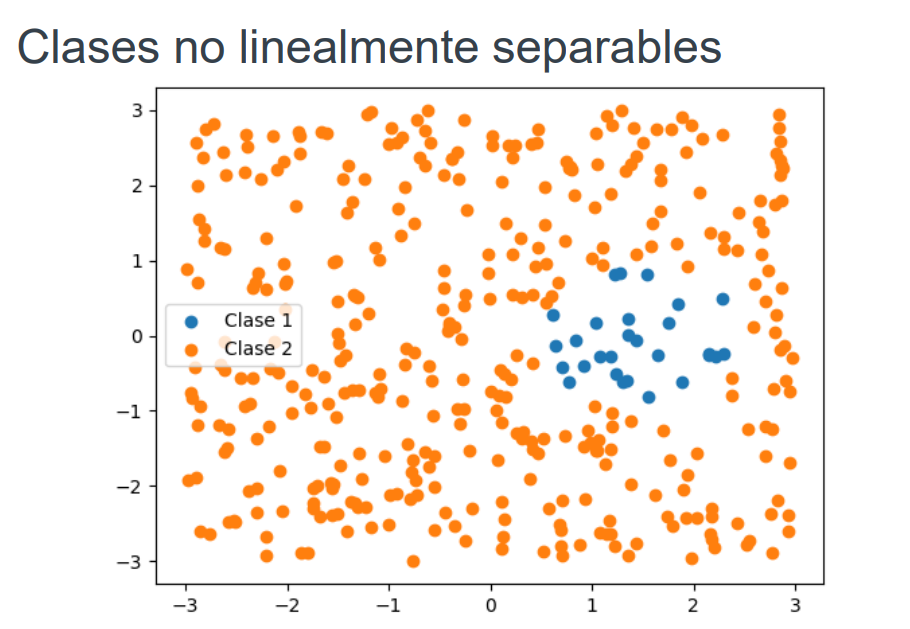 Clases no linealmente separables
3
2
1
0
−1
−2
−3
Clase 1
Clase 2
−3 −2 −1 0 1 2 3